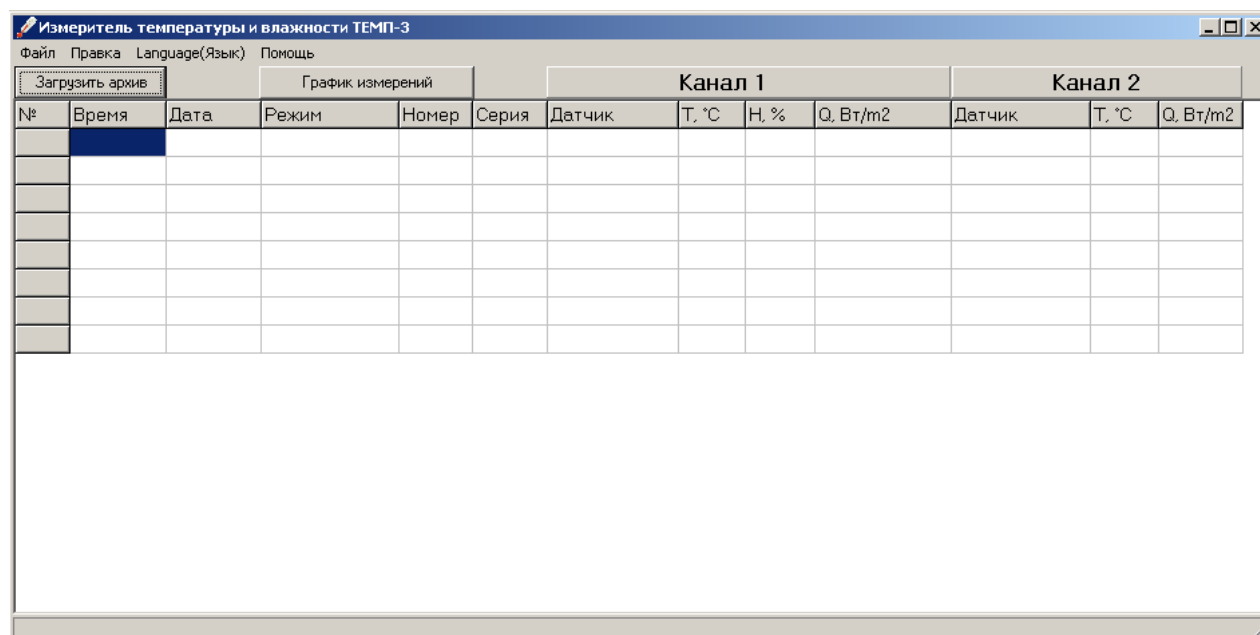 Измеритель температуры и влажности ТЕМП-3
Файл Правка Language(Язык) Помощь
Загрузить архив График измерений Канал 1 Канал 2
№ Время Дата Режим Номер Серия Датчик T, °C H, % Q, Вт/m2 Датчик T, °C Q, Вт/m2